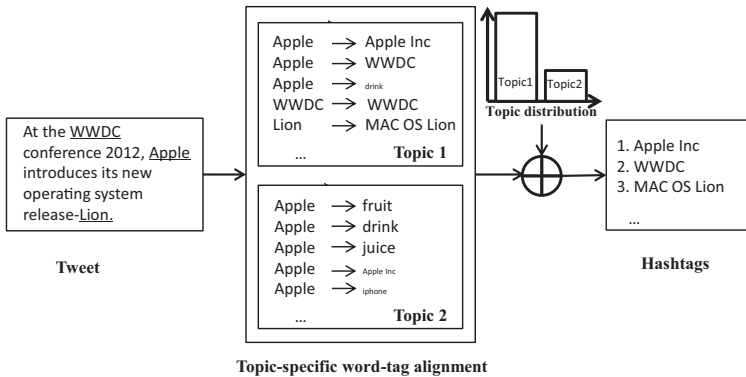 At the WWDC
conference 2012, Apple
introduces its new
operating system
release-Lion.
Tweet
Apple → Apple Inc
Apple → WWDC
Apple → drink
WWDC → WWDC
Lion → MAC OS Lion
...
Topic 1
Apple → fruit
Apple → drink
Apple → juice
Apple → Apple Inc
Apple → iphone
...
Topic 2
Topic-specific word-tag alignment
Topic1
Topic2
Topic distribution
1. Apple Inc
2. WWDC
3. MAC OS Lion
...
Hashtags